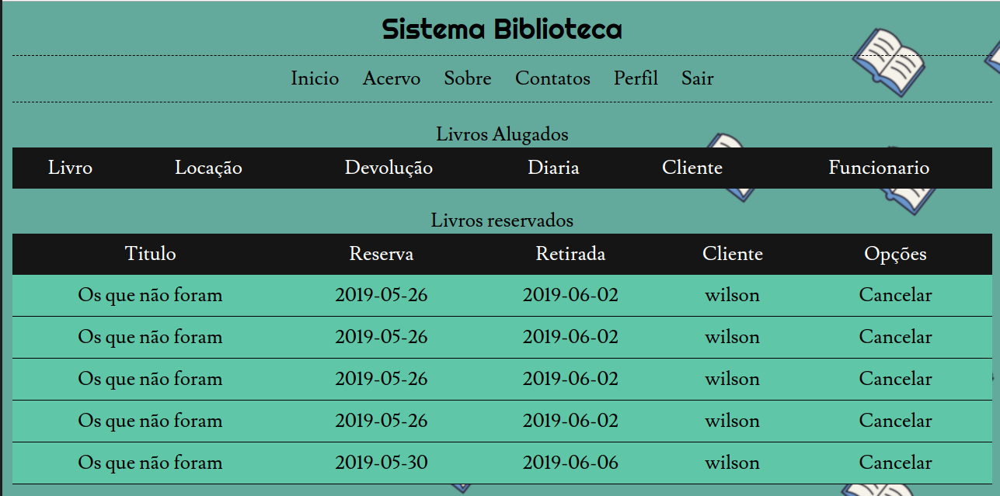 Sistema Biblioteca
Inicio Acervo Sobre Contatos Perfil Sair
Livros Alugados
Livro Locação Devolução Diaria Cliente Funcionario
Livros reservados
Titulo Reserva Retirada Cliente Opções
Os que não foram 2019-05-26 2019-06-02 wilson Cancelar
Os que não foram 2019-05-26 2019-06-02 wilson Cancelar
Os que não foram 2019-05-26 2019-06-02 wilson Cancelar
Os que não foram 2019-05-26 2019-06-02 wilson Cancelar
Os que não foram 2019-05-30 2019-06-06 wilson Cancelar